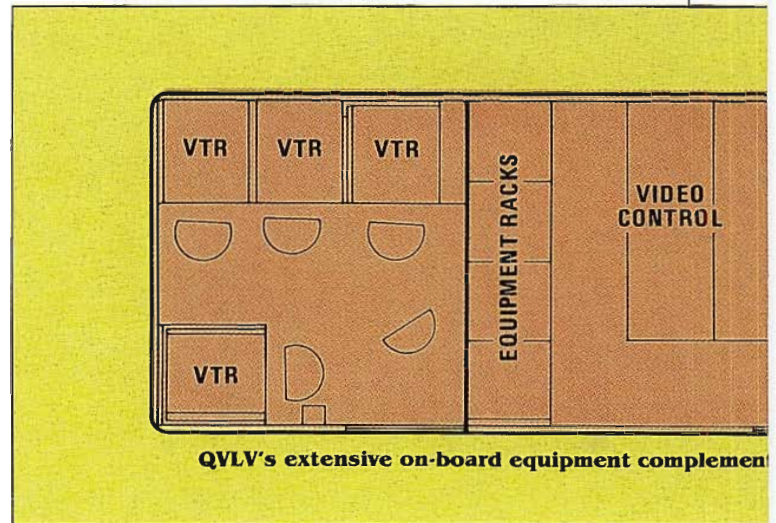 VTR
VTR
VTR
EQUIPMENT RACKS
VIDEO
CONTROL
VTR
QVLV's extensive on-board equipment complemen